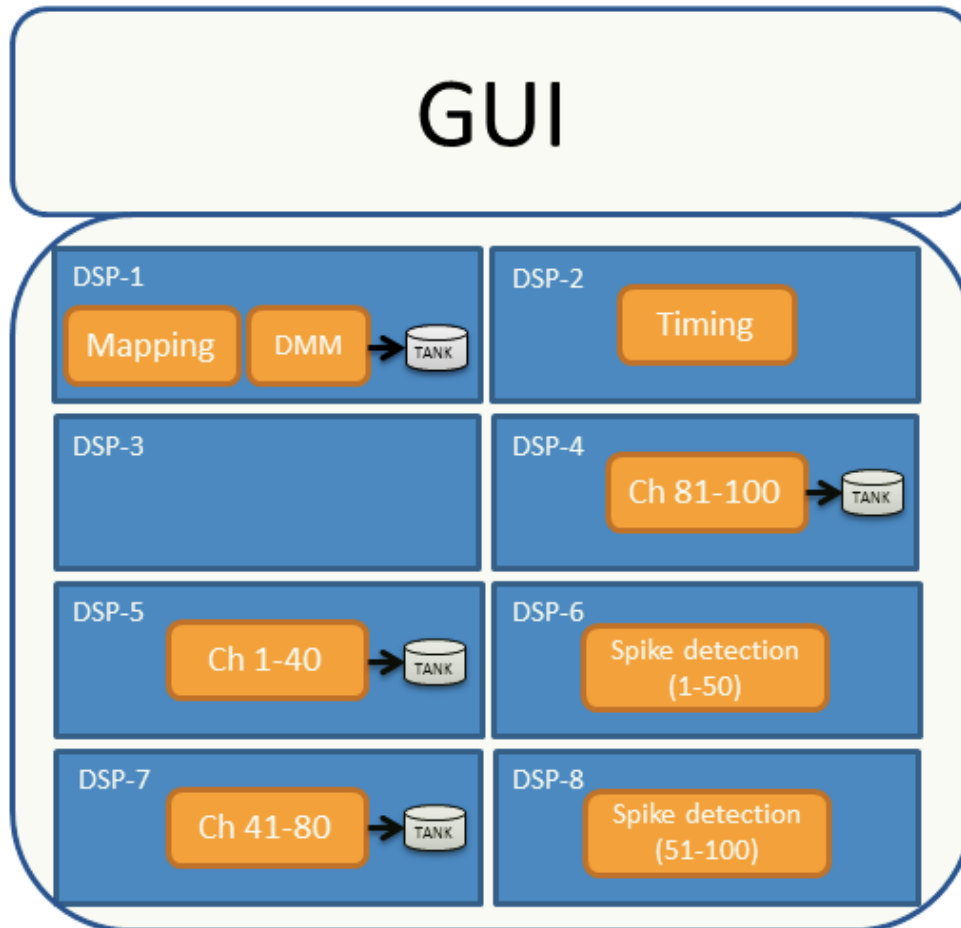 GUI
DSP-1
Mapping
DMM
TANK
DSP-2
Timing
DSP-3
DSP-4
Ch 81-100
TANK
DSP-5
Ch 1-40
TANK
DSP-6
Spike detection
(1-50)
DSP-7
Ch 41-80
TANK
DSP-8
Spike detection
(51-100)